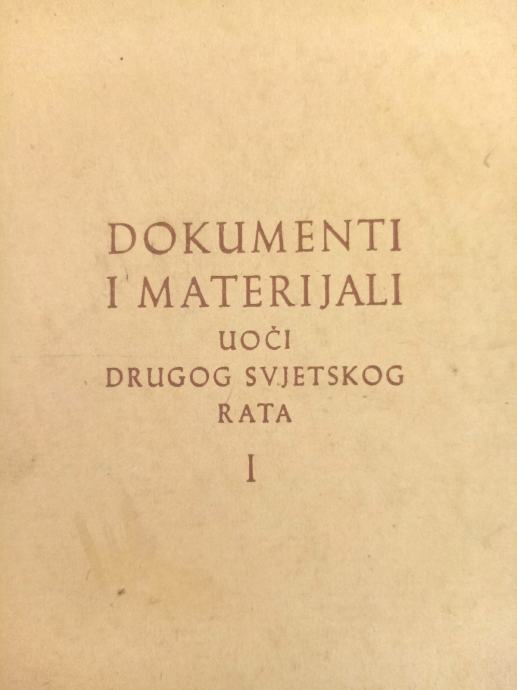 DOKUMENTI
I MATERIJALI
UOČI
DRUGOG SVJETSKOG
RATA
I